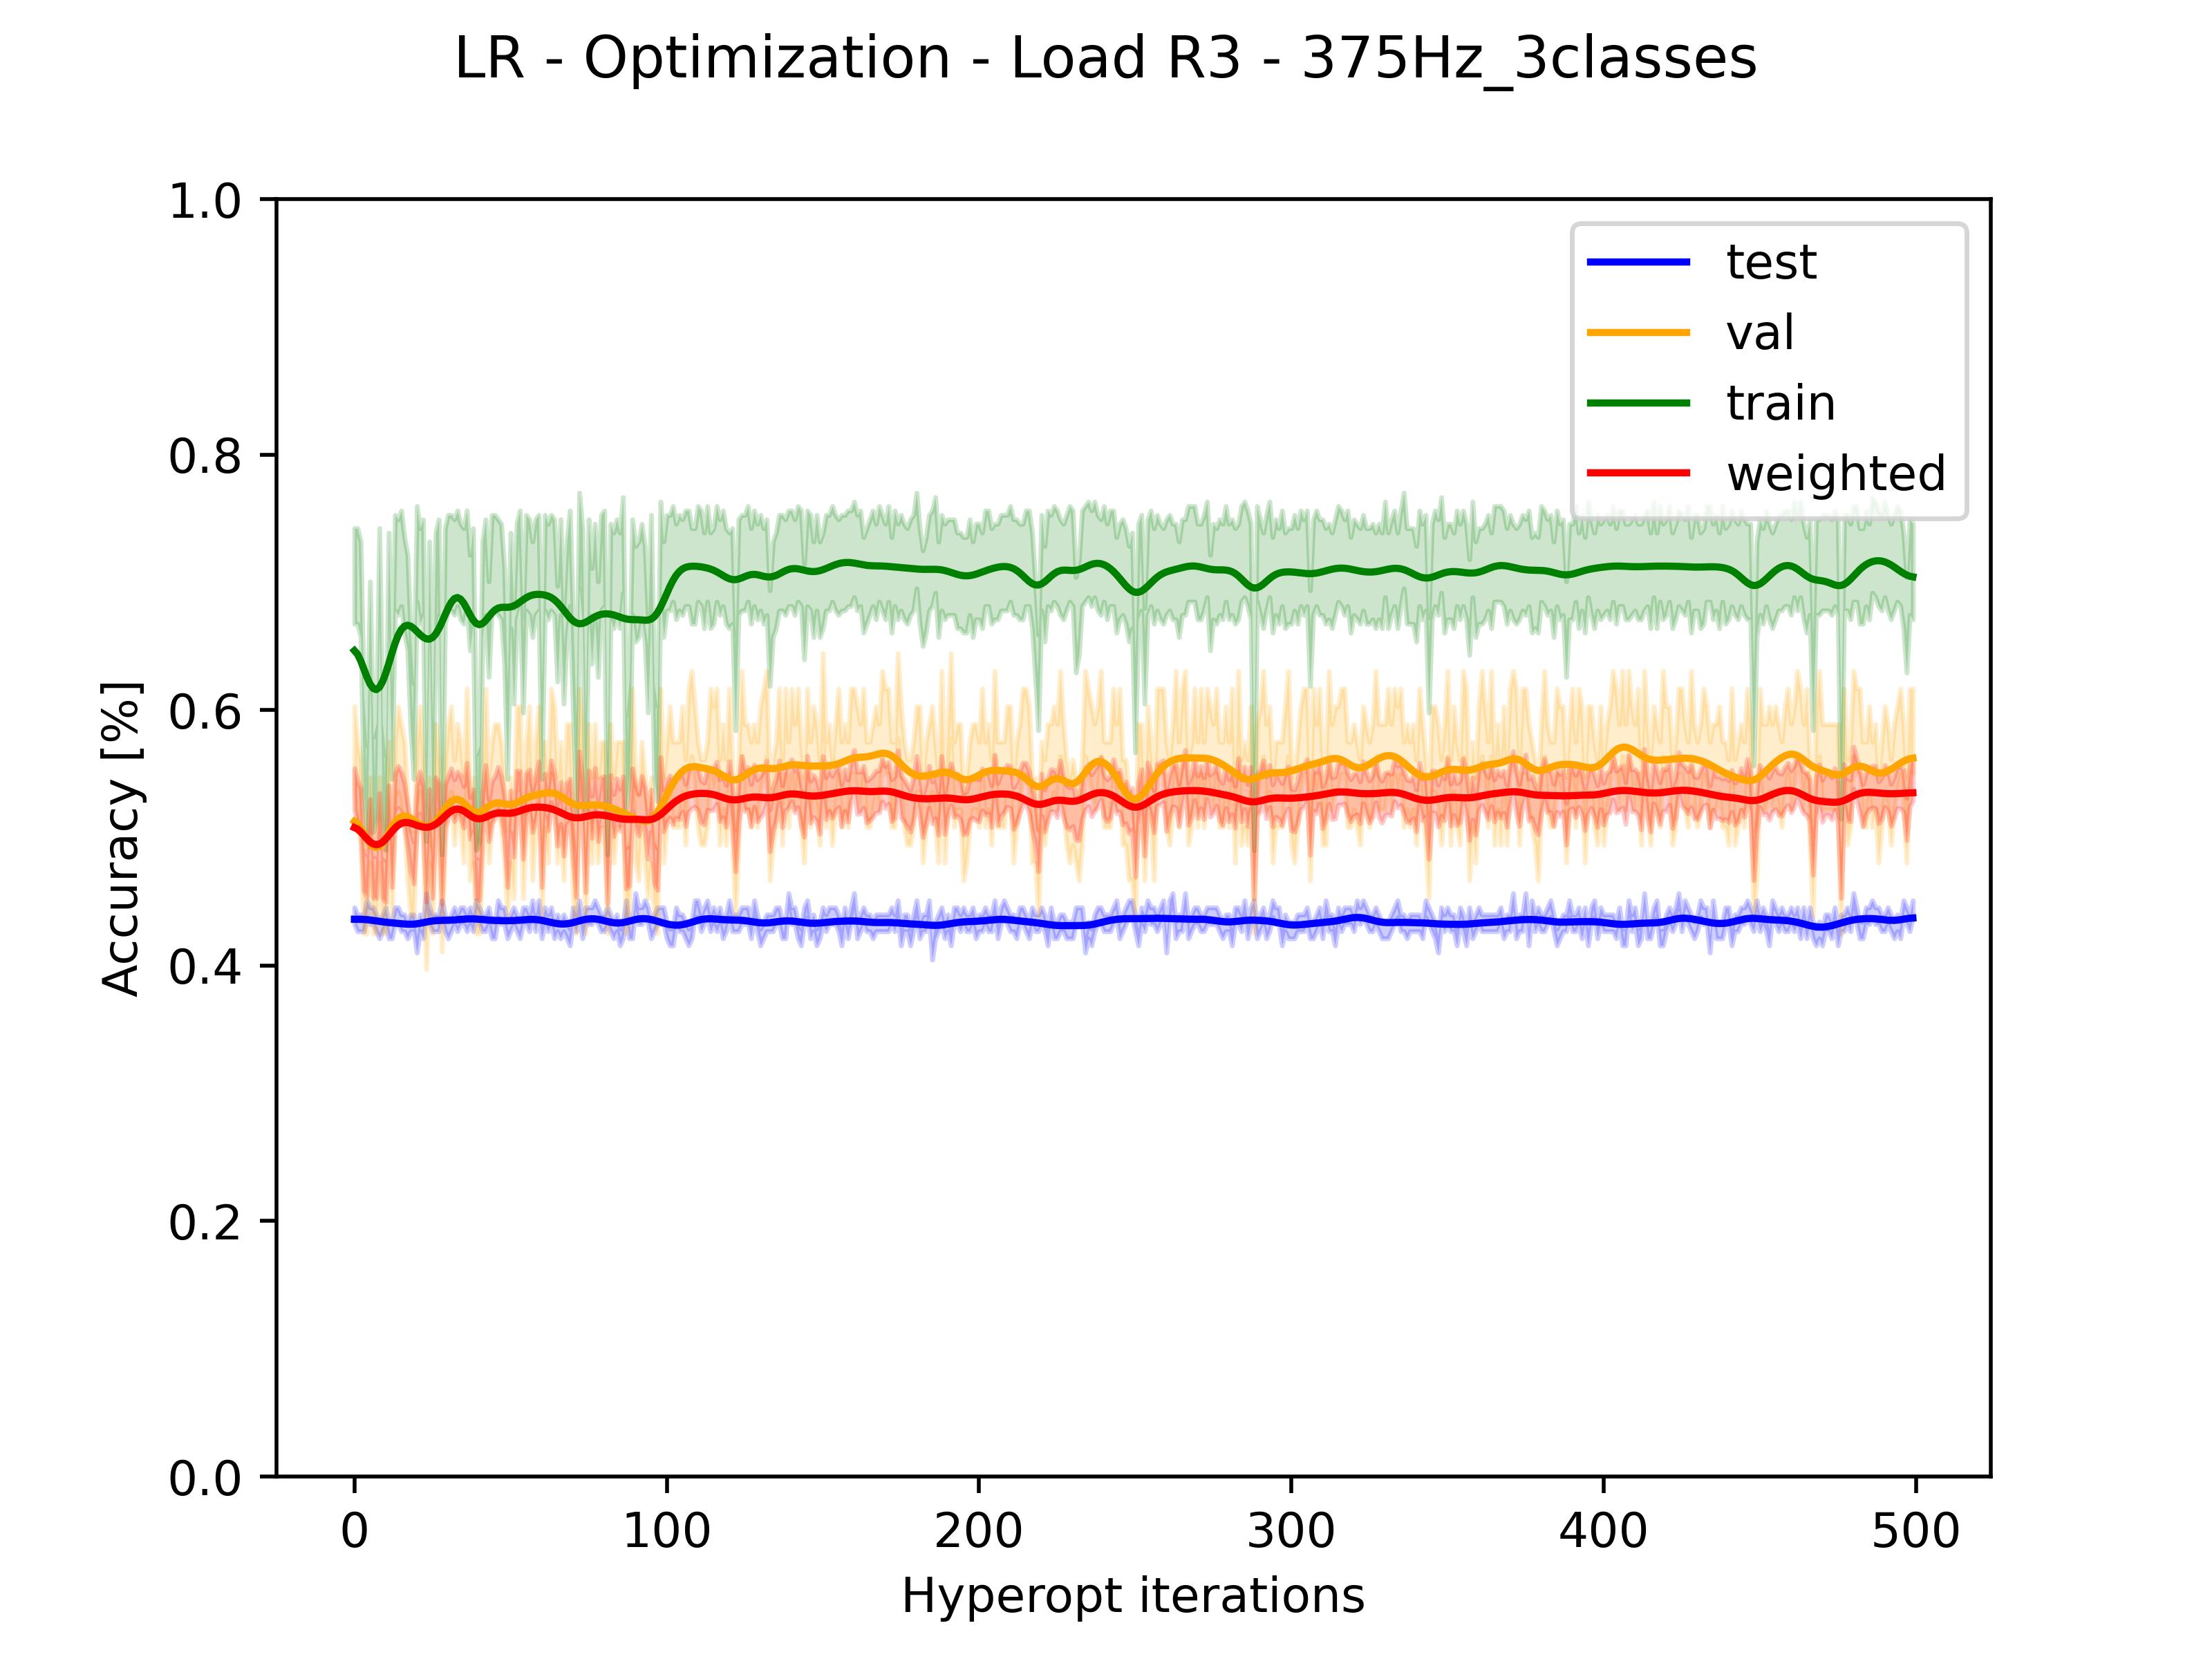 LR - Optimization - Load R3 - 375Hz_3classes
1.0
0.8
0.6
0.4
0.2
0.0
Accuracy [%]
test
val
train
weighted
0 100 200 300 400 500
Hyperopt iterations